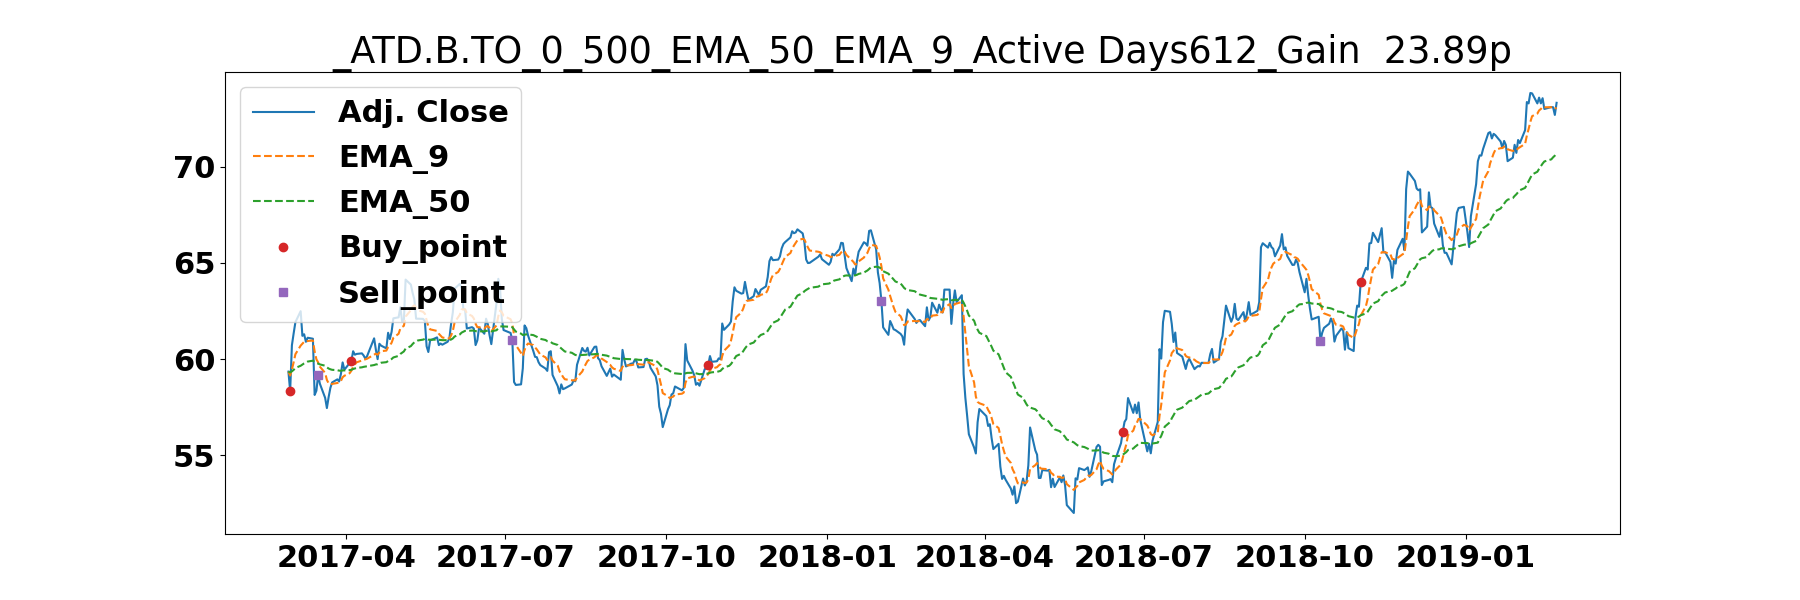 _ATD.B.TO_0_500_EMA_50_EMA_9_Active Days612_Gain  23.89p
Adj. Close
EMA_9
EMA_50
Buy_point
Sell_point
70
65
60
55
2017-04 2017-07 2017-10 2018-01 2018-04 2018-07 2018-10 2019-01